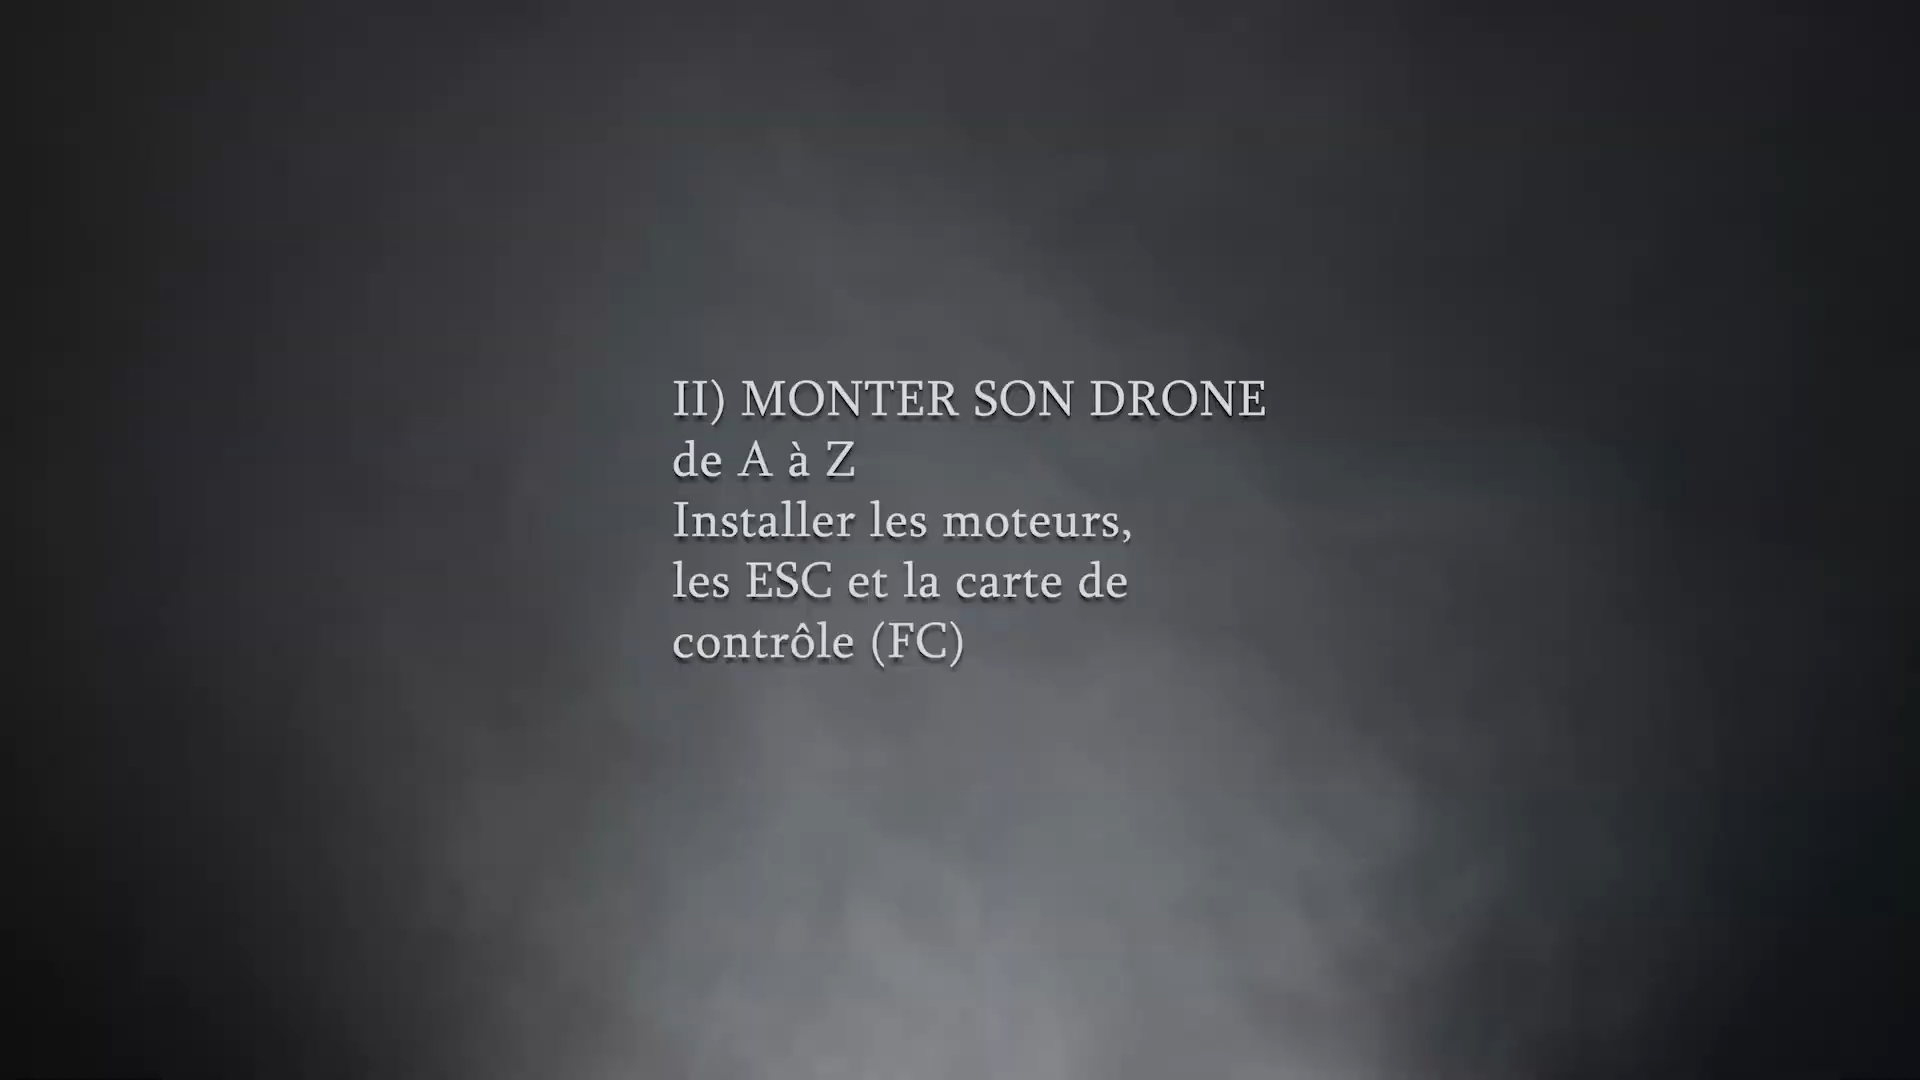 II) MONTER SON DRONE
de A à Z
Installer les moteurs,
les ESC et la carte de
contrôle (FC)